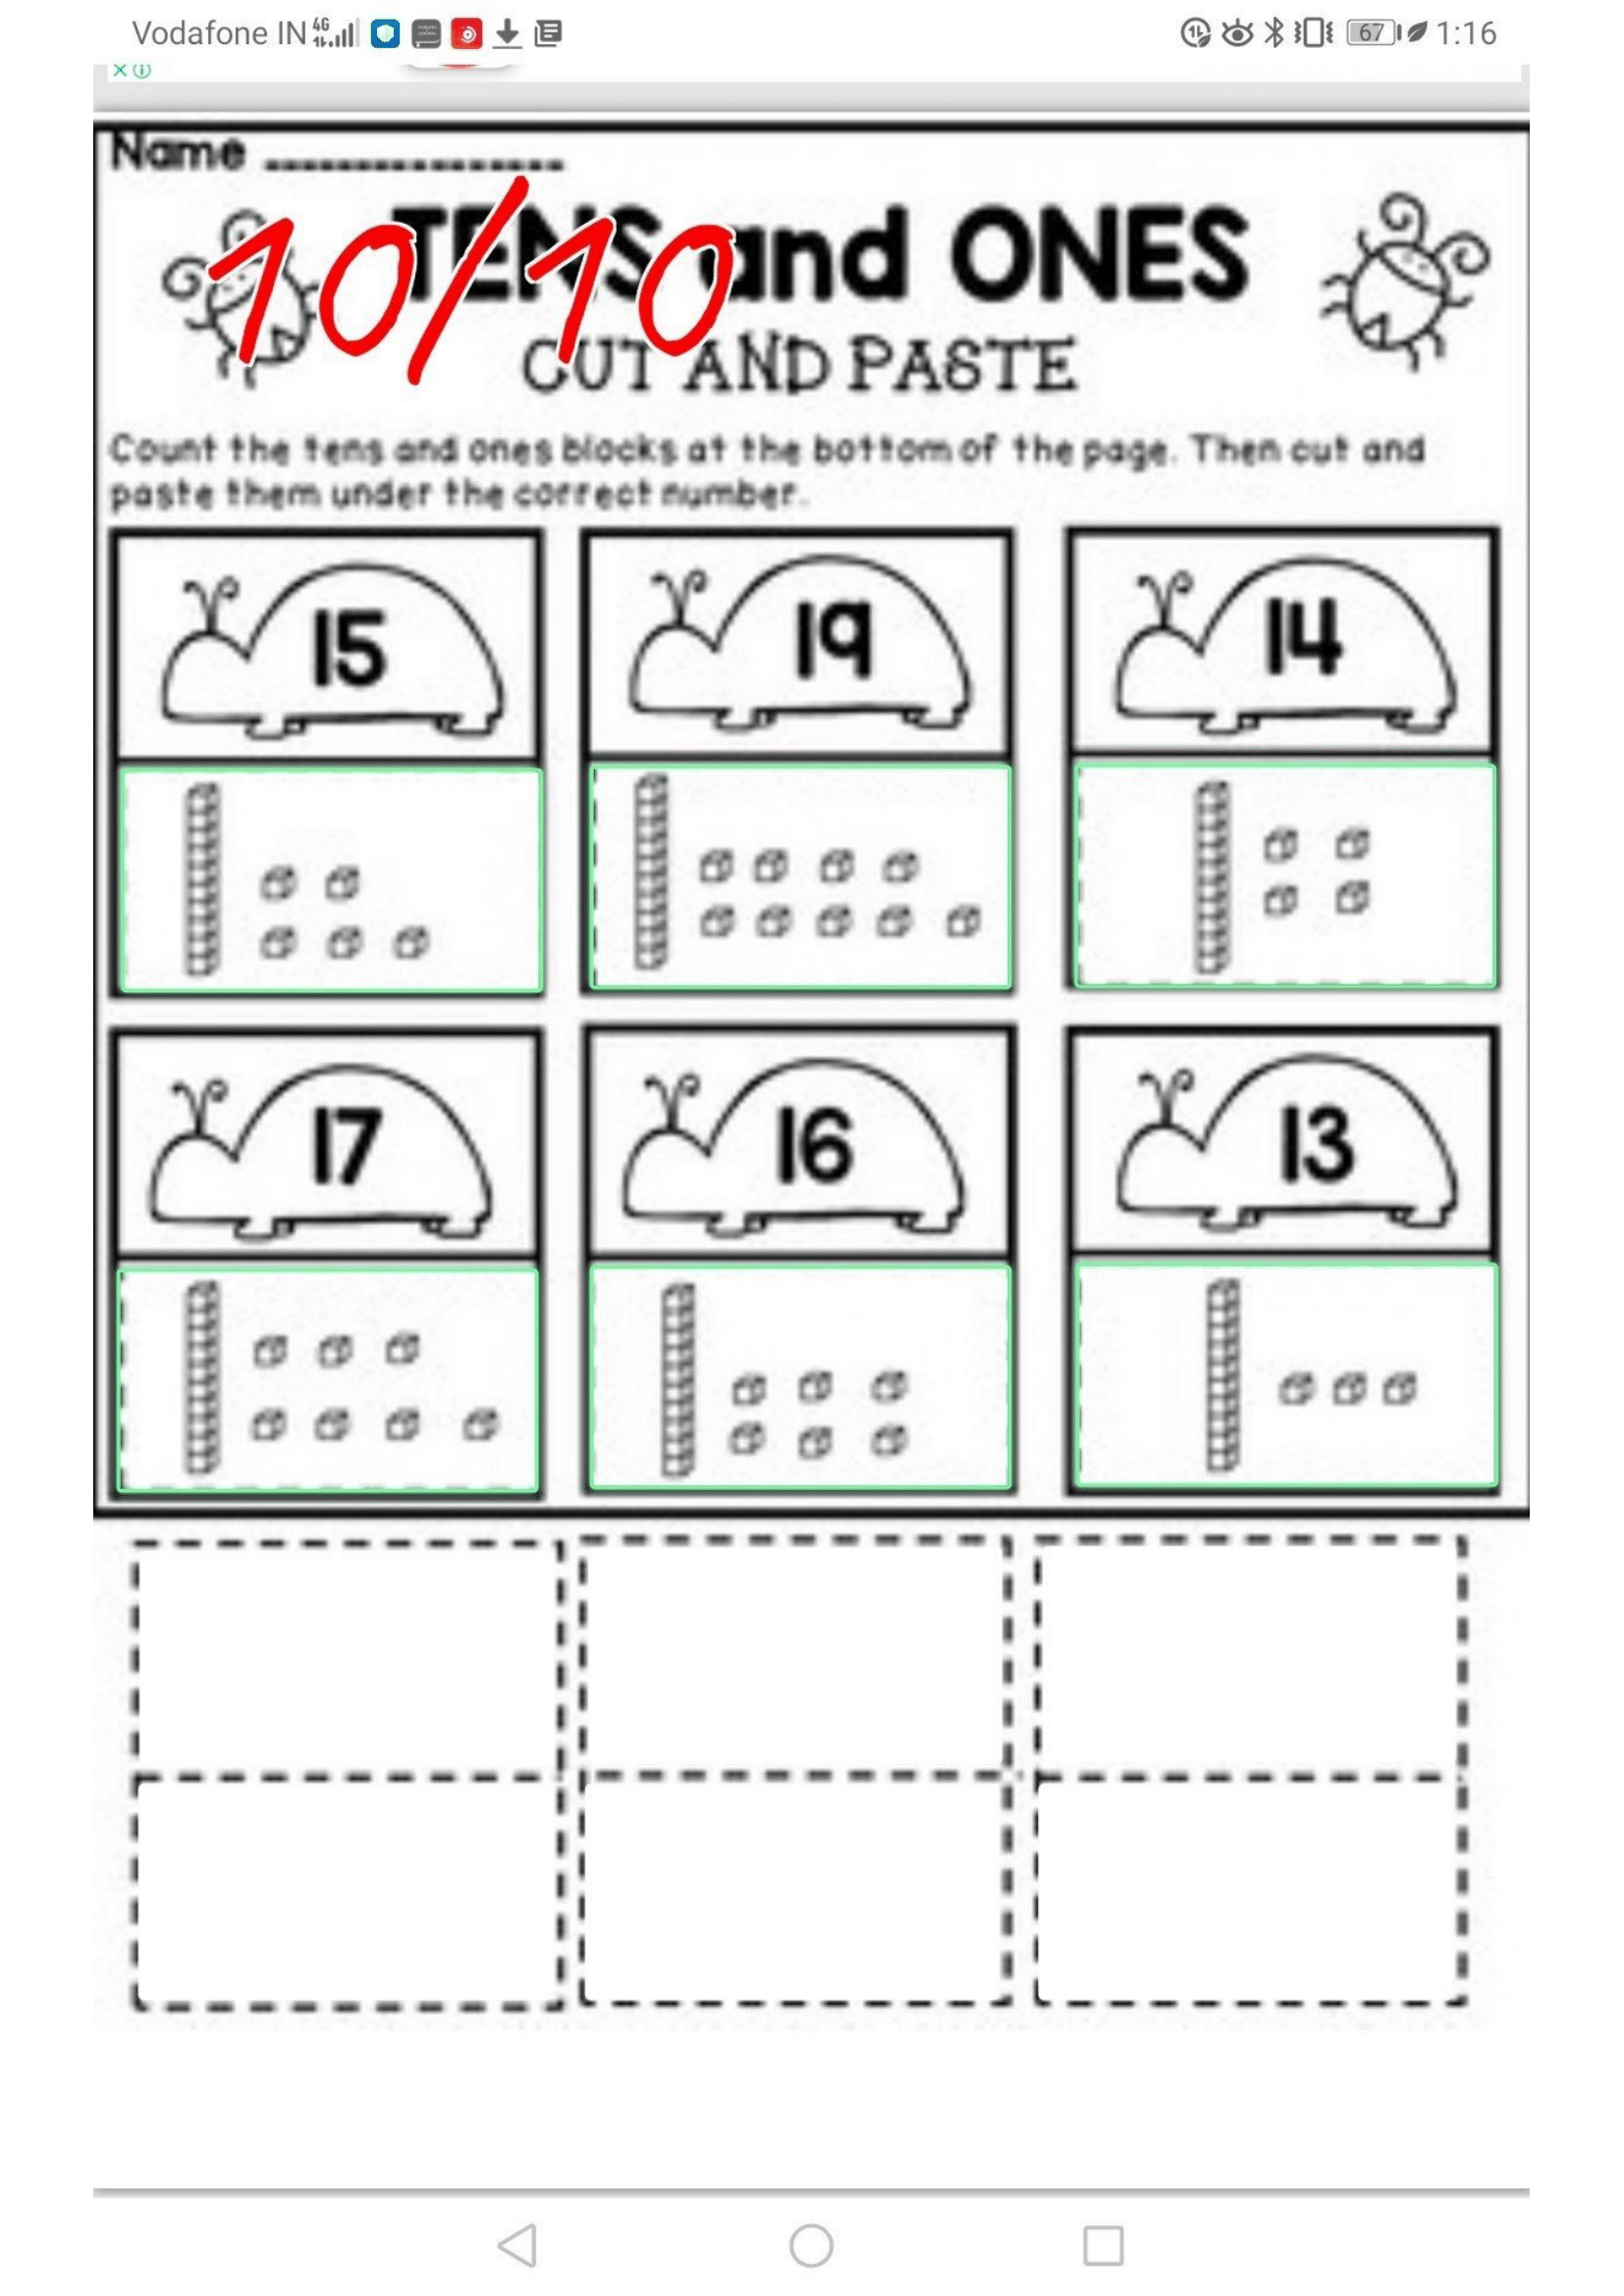 Vodafone IN 4G 67 1:16
Name
10/10
TENS and ONES
CUT AND PASTE
Count the tens and ones blocks at the bottom of the page. Then cut and
paste them under the correct number.
15 19 14
17 16 13